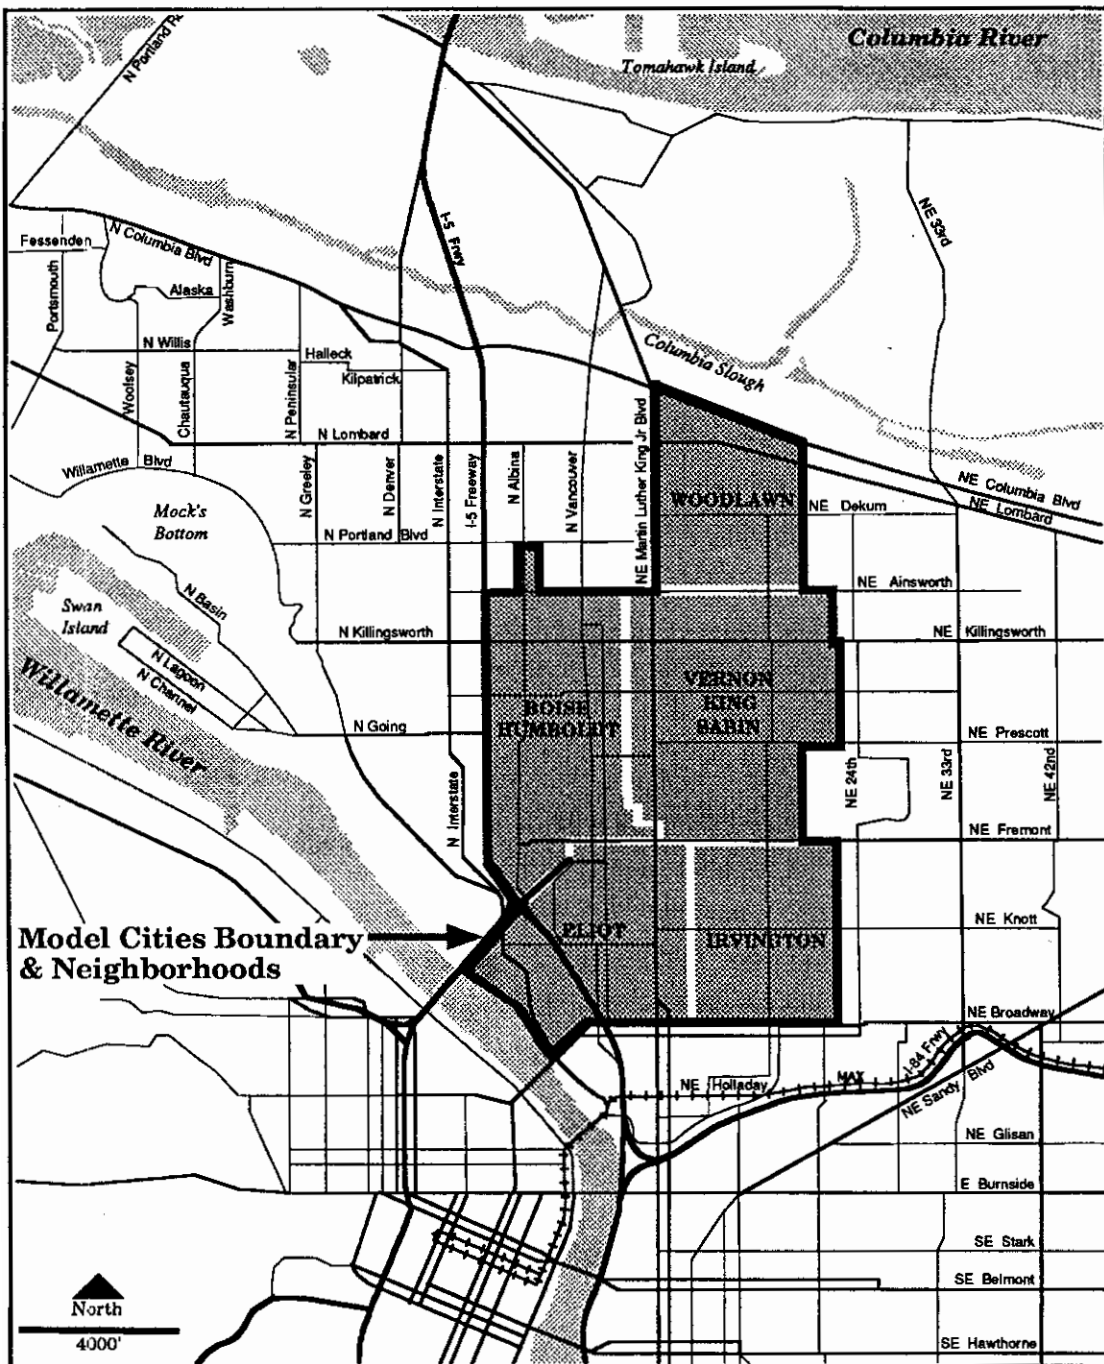 Columbia River
Tomahawk Island
N Portland Rd
I-5 Frwy
NE 33rd
Fessenden
N Columbia Blvd
Portsmouth
Alaska
Washburn
N Willis
Woolsey
Chautauqua
N Peninsular
Halleck
Kilpatrick
Columbia Slough
N Lombard
NE Martin Luther King Jr Blvd
Willamette Blvd
N Greeley
N Denver
N Interstate
I-5 Freeway
N Albina
N Vancouver
WOODLAWN
NE Columbia Blvd
NE Lombard
NE Dekum
Mock's
Bottom
N Portland Blvd
NE Ainsworth
N Basin
Swan
Island
N Killingsworth
NE Killingsworth
N Lagoon
N Channel
Willamette River
VERNON
KING
SABIN
BOISE
HUMBOLDT
N Going
NE Prescott
NE 24th
NE 33rd
NE 42nd
N Interstate
NE Fremont
Model Cities Boundary
& Neighborhoods
ELIOT
IRVINGTON
NE Knott
NE Broadway
I-84 Frwy
NE Holladay
MAX
NE Sandy Blvd
NE Glisan
E Burnside
SE Stark
SE Belmont
SE Hawthorne
North
4000'